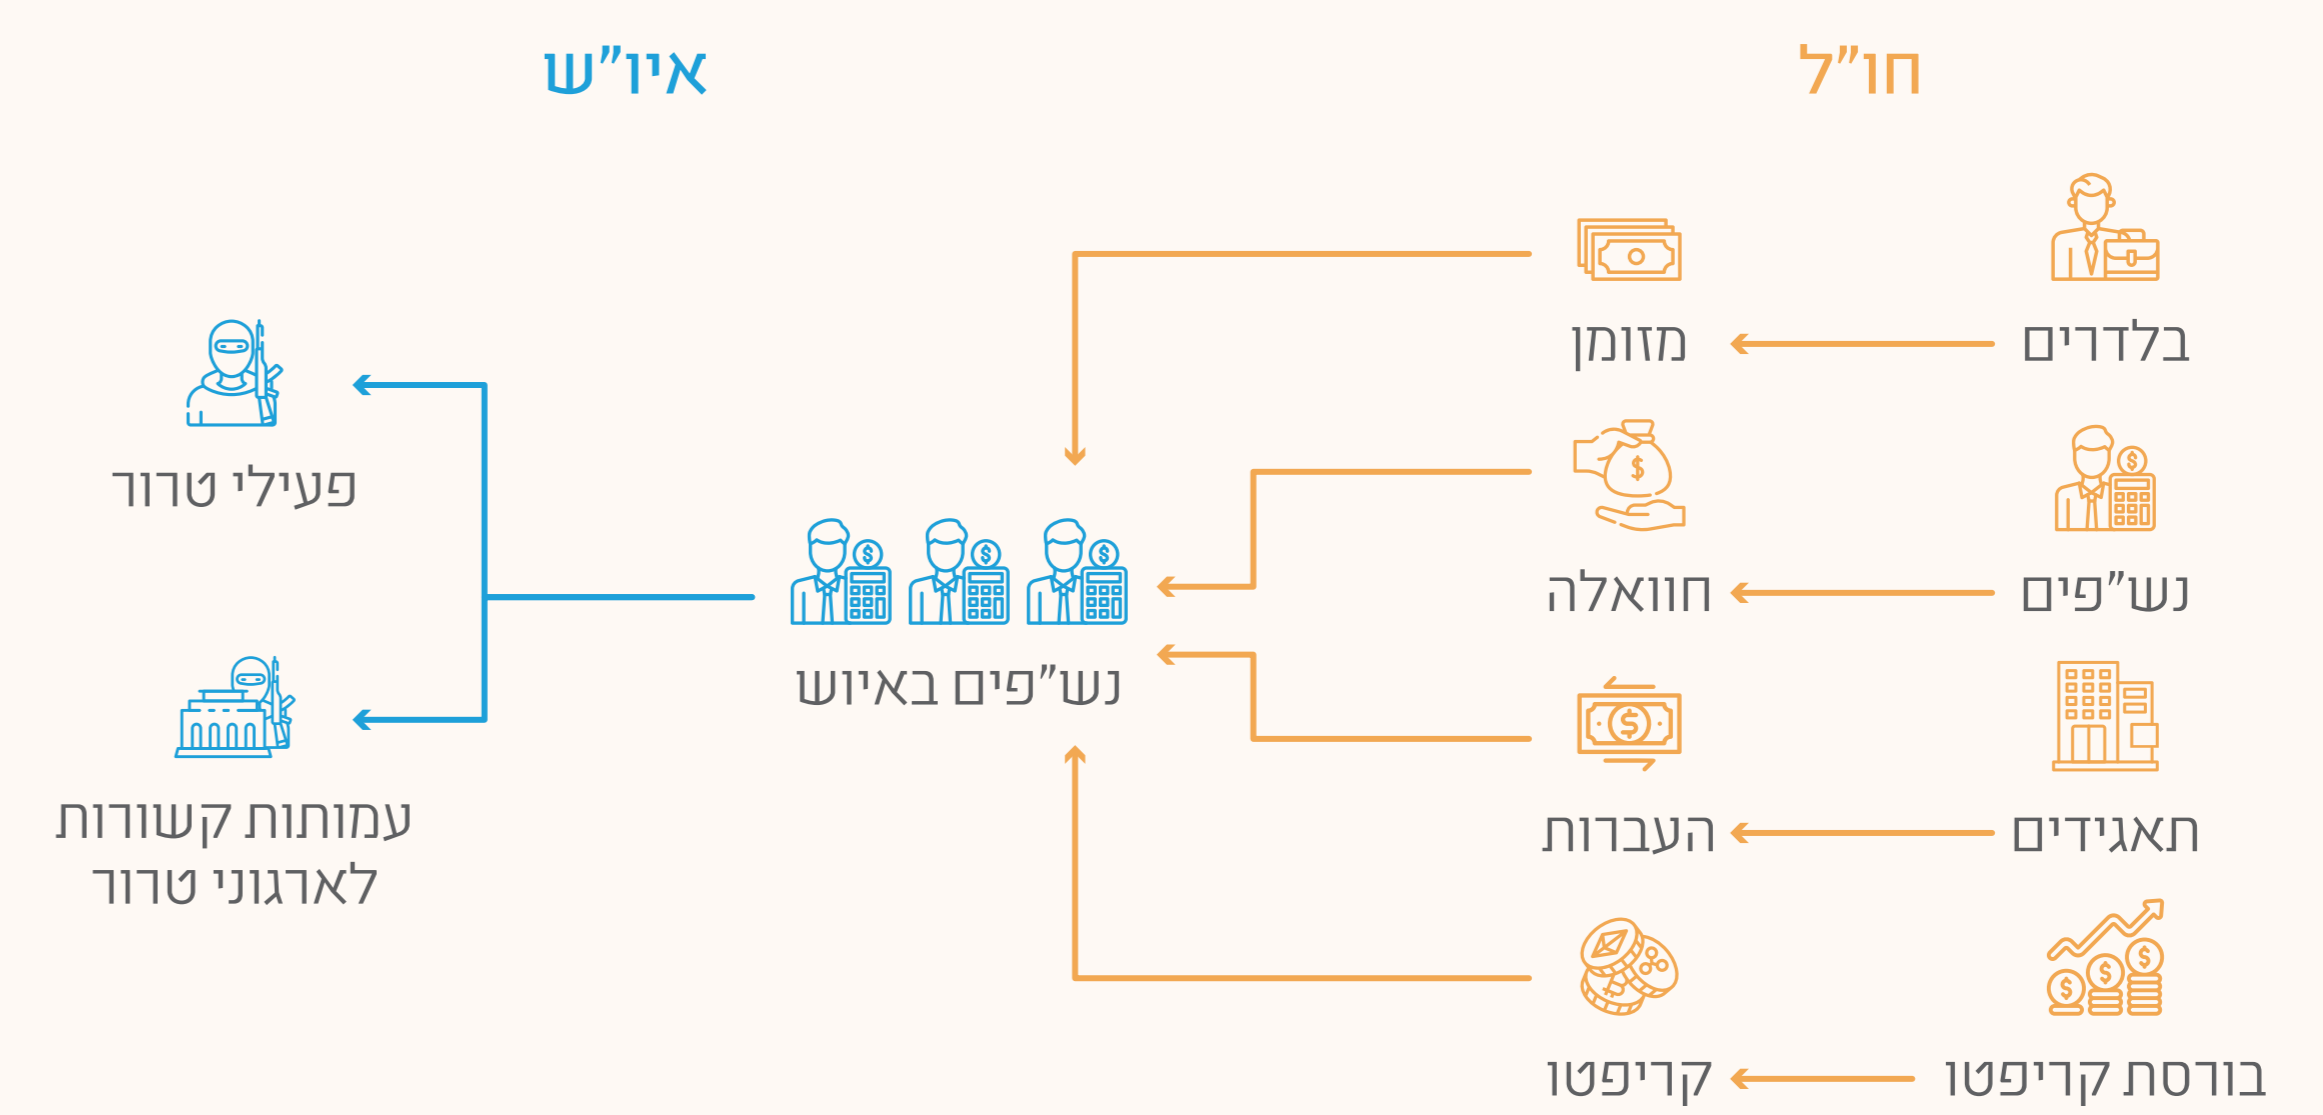 חו"ל
איו"ש
בלדרים
מזומן
נש"פים
חוואלה
תאגידים
העברות
בורסת קריפטו
קריפטו
נש"פים באיוש
פעילי טרור
עמותות קשורות
לארגוני טרור